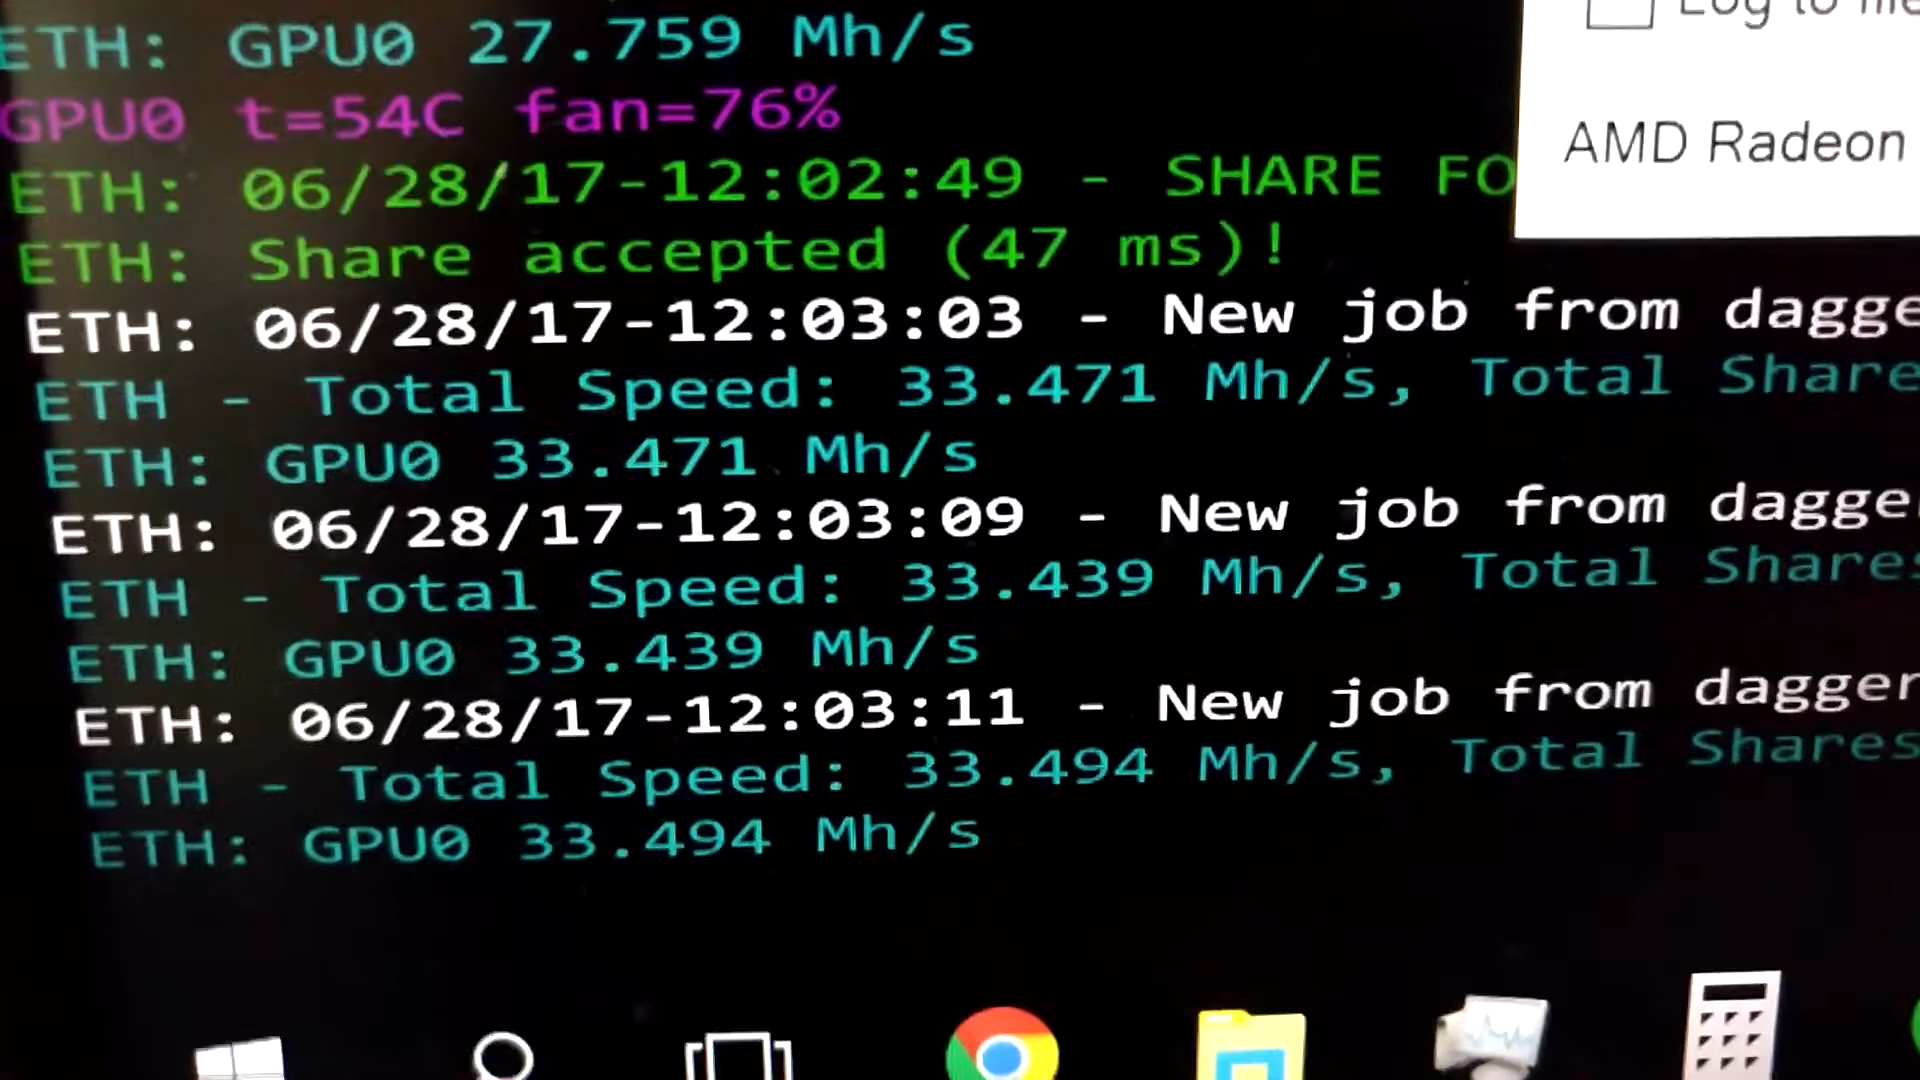 ETH: GPU0 27.759 Mh/s
GPU0 t=54C fan=76%
ETH: 06/28/17-12:02:49 - SHARE FO
ETH: Share accepted (47 ms)!
ETH: 06/28/17-12:03:03 - New job from dagge
ETH - Total Speed: 33.471 Mh/s, Total Share
ETH: GPU0 33.471 Mh/s
ETH: 06/28/17-12:03:09 - New job from dagge
ETH - Total Speed: 33.439 Mh/s, Total Shares
ETH: GPU0 33.439 Mh/s
ETH: 06/28/17-12:03:11 - New job from dagger
ETH - Total Speed: 33.494 Mh/s, Total Shares
ETH: GPU0 33.494 Mh/s
Log to
AMD Radeon